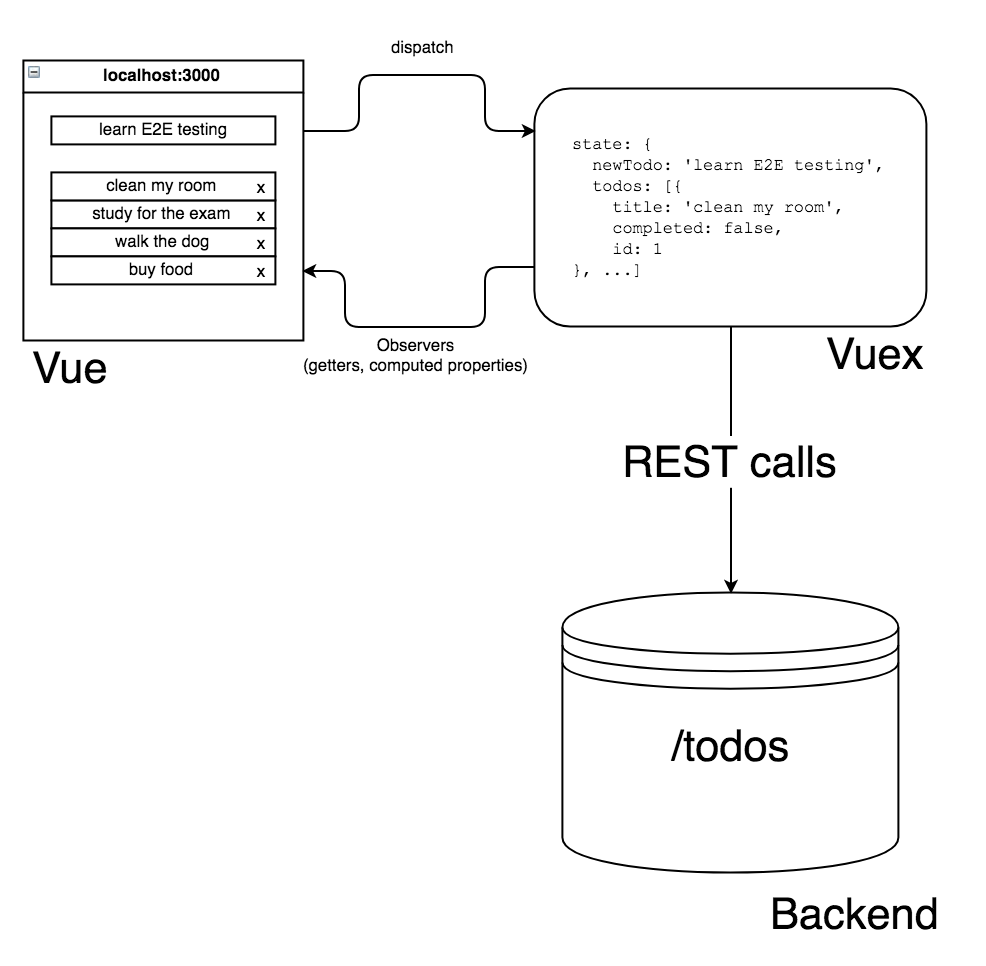 dispatch
localhost:3000
learn E2E testing
clean my room x
study for the exam x
walk the dog x
buy food x
Vue
state: {
newTodo: 'learn E2E testing',
todos: [{
title: 'clean my room',
completed: false,
id: 1
}, ...]
Observers
(getters, computed properties)
Vuex
REST calls
/todos
Backend